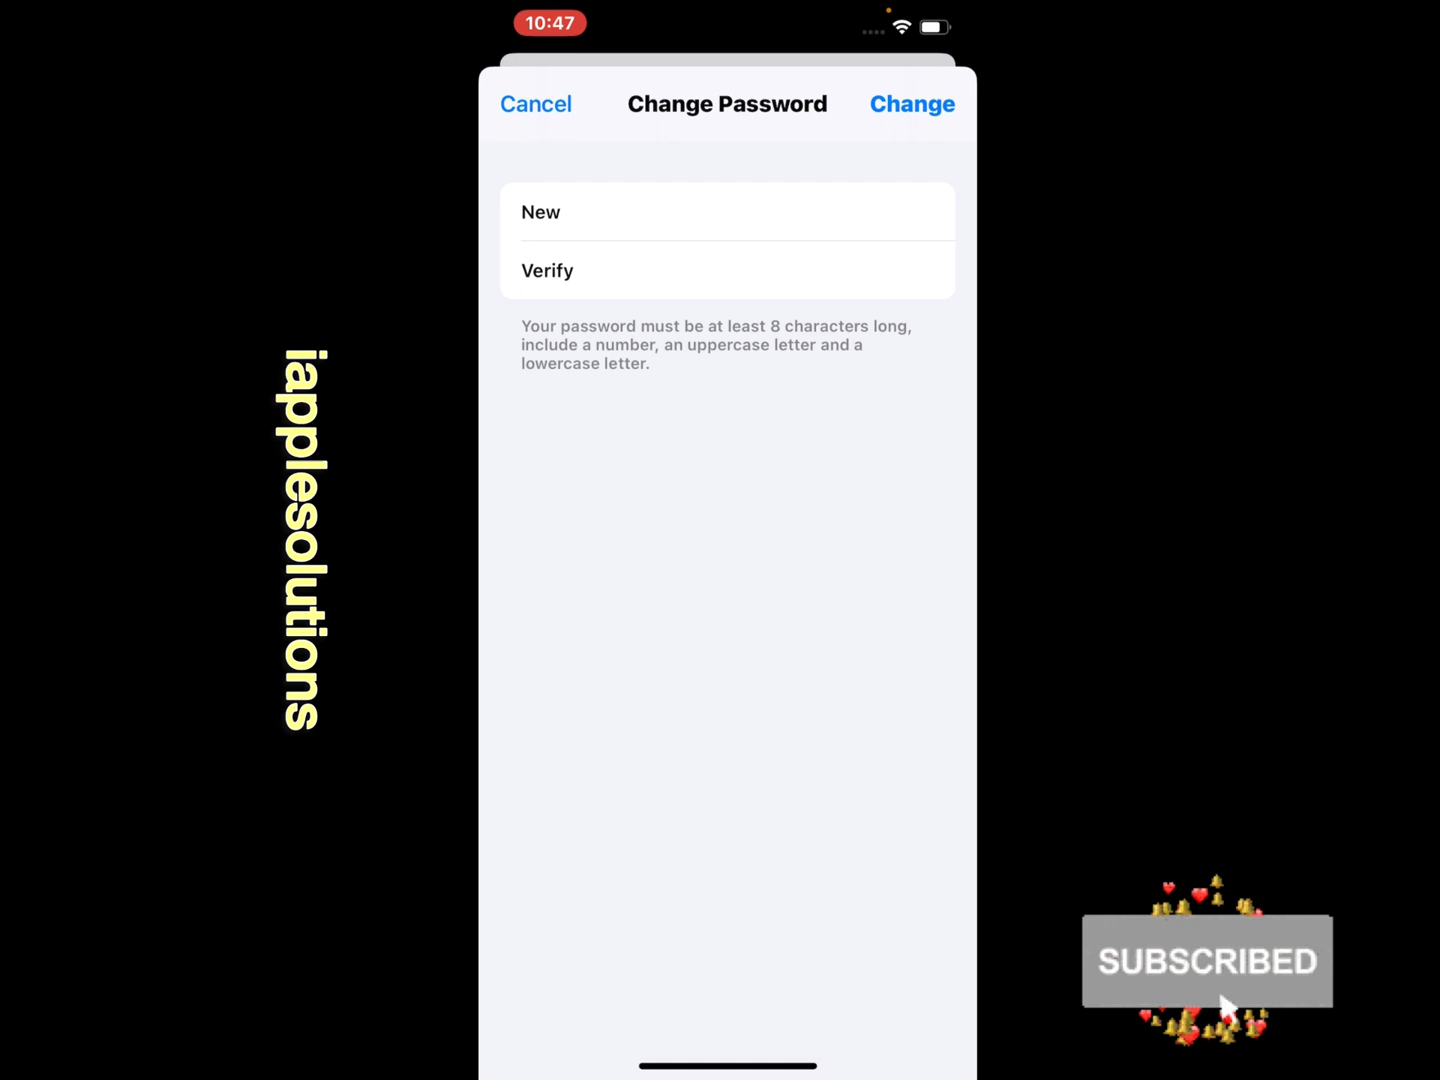 10:47
Cancel
Change Password
Change
New
Verify
Your password must be at least 8 characters long,
include a number, an uppercase letter and a
lowercase letter.
iapplesolutions
SUBSCRIBED